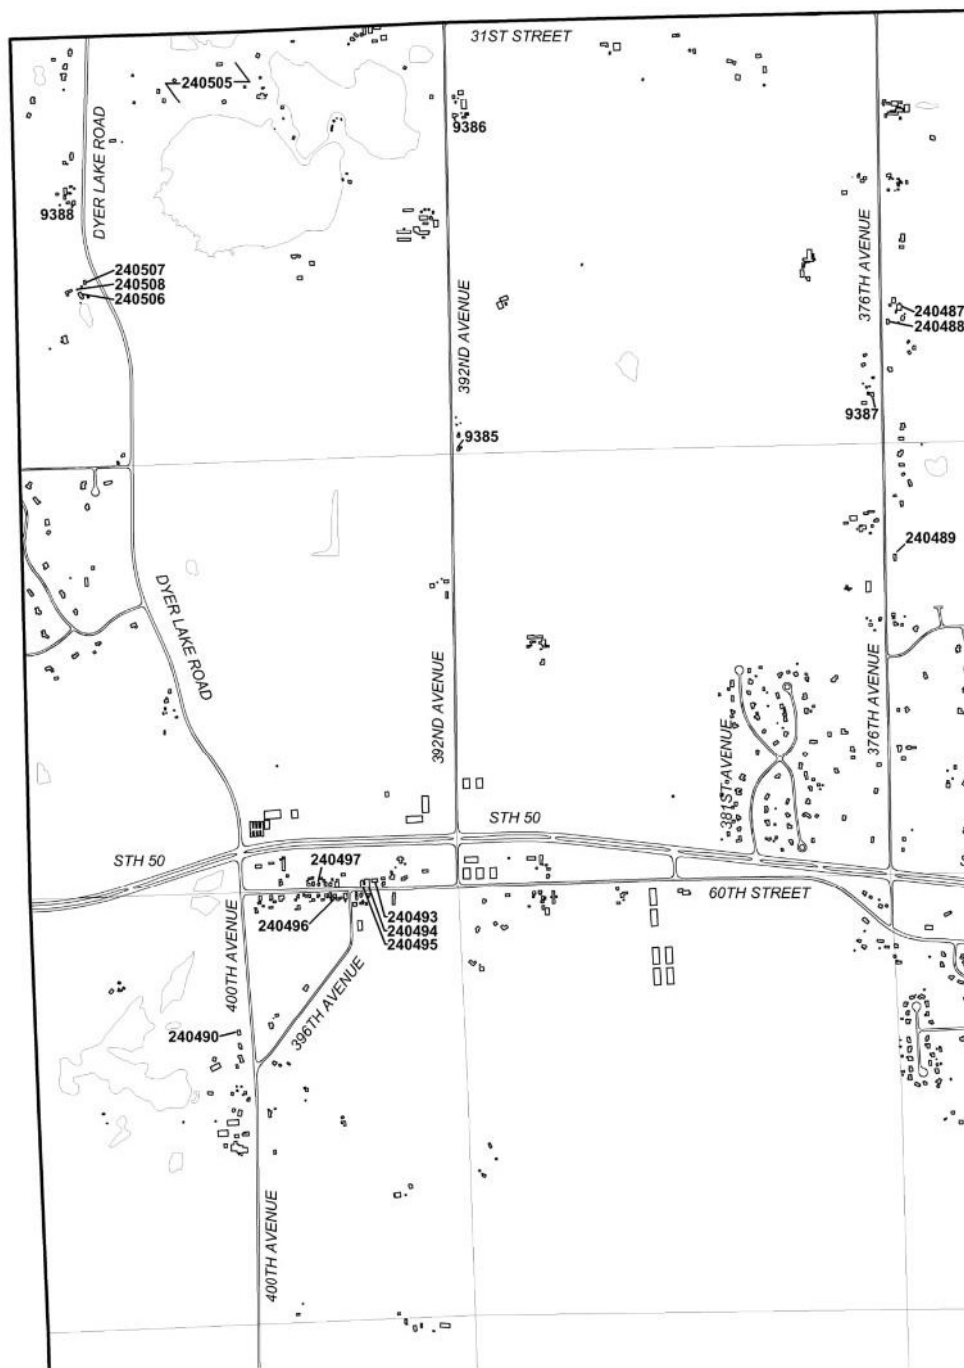 31ST STREET
240505
9386
DYER LAKE ROAD
9388
376TH AVENUE
240507
240508
240506
392ND AVENUE
240487
240488
9387
9385
240489
DYER LAKE ROAD
392ND AVENUE
376TH AVENUE
381ST AVENUE
STH 50
STH 50
240497
60TH STREET
240493
240494
240495
240496
400TH AVENUE
396TH AVENUE
240490
400TH AVENUE